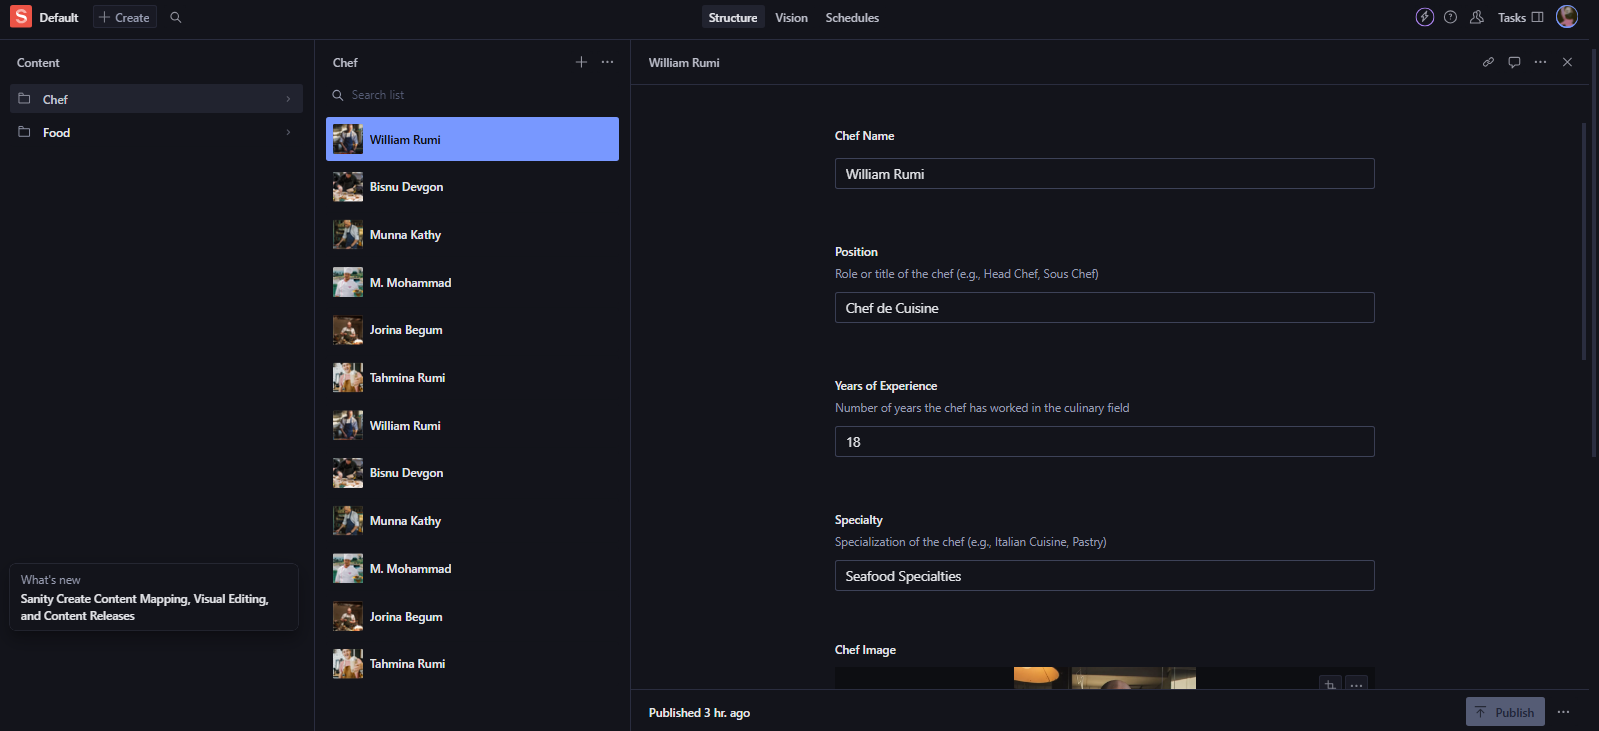 S Default Create
Structure Vision Schedules
Tasks
Content
Chef
Food
What's new
Sanity Create Content Mapping, Visual Editing,
and Content Releases
Chef
Search list
William Rumi
Bisnu Devgon
Munna Kathy
M. Mohammad
Jorina Begum
Tahmina Rumi
William Rumi
Bisnu Devgon
Munna Kathy
M. Mohammad
Jorina Begum
Tahmina Rumi
William Rumi
Chef Name
William Rumi
Position
Role or title of the chef (e.g., Head Chef, Sous Chef)
Chef de Cuisine
Years of Experience
Number of years the chef has worked in the culinary field
18
Specialty
Specialization of the chef (e.g., Italian Cuisine, Pastry)
Seafood Specialties
Chef Image
Published 3 hr. ago
Publish